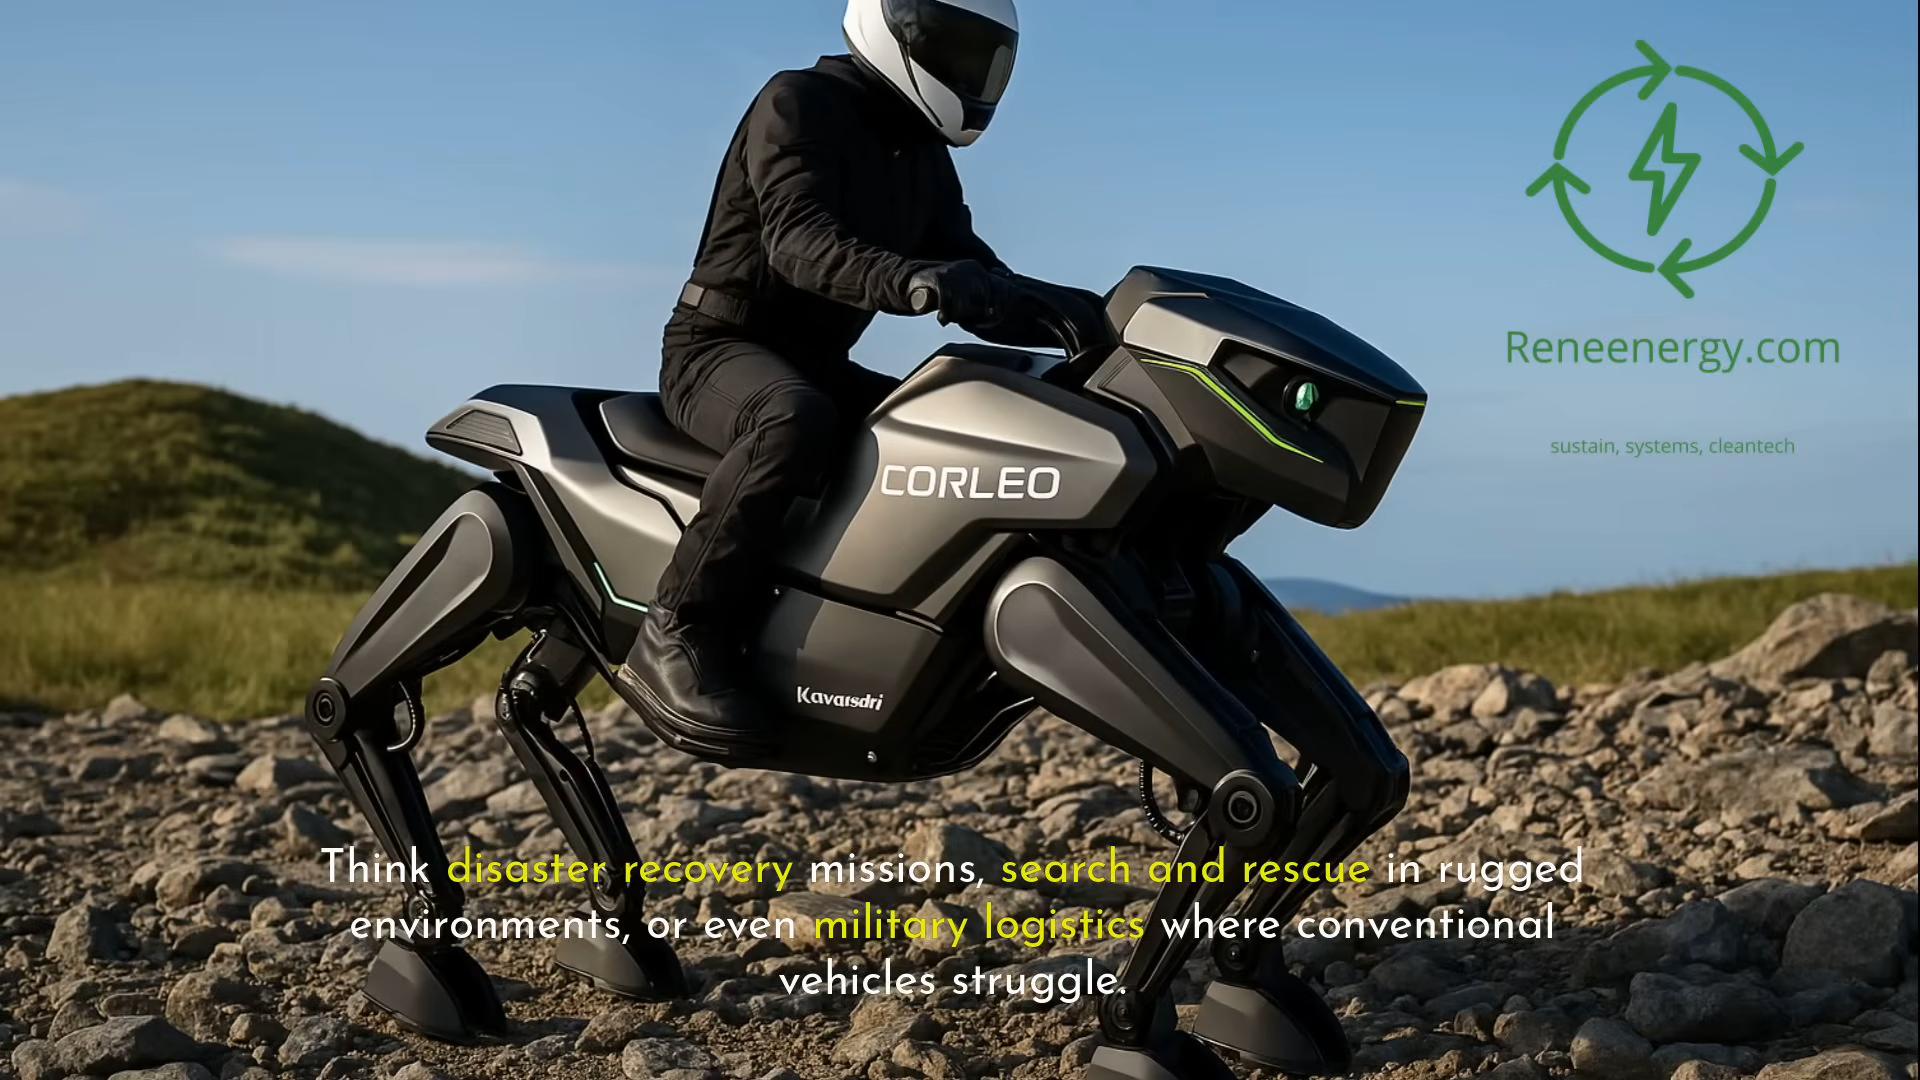 Reneenergy.com
sustain, systems, cleantech
CORLEO
Kavarsdri
Think disaster recovery missions, search and rescue in rugged
environments, or even military logistics where conventional
vehicles struggle.